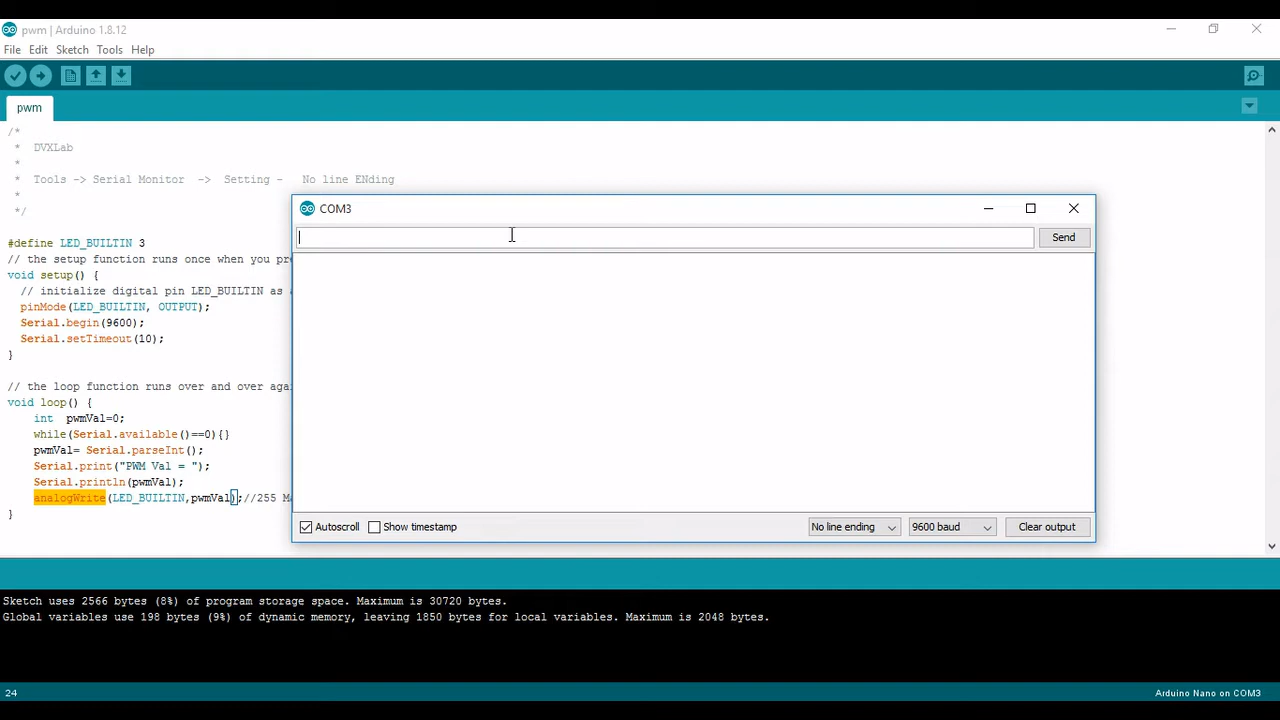 pwm | Arduino 1.8.12
File Edit Sketch Tools Help
pwm
/*
* DVXLab
*
* Tools -> Serial Monitor -> Setting - No line ENding
*
*/
#define LED_BUILTIN 3
// the setup function runs once when you
void setup() {
// initialize digital pin LED_BUILTIN as
pinMode(LED_BUILTIN, OUTPUT);
Serial.begin(9600);
Serial.setTimeout(10);
}
// the loop function runs over and over
void loop() {
int pwmVal=0;
while(Serial.available()==0){}
pwmVal= Serial.parseInt();
Serial.print("PWM Val = ");
Serial.println(pwmVal);
analogWrite(LED_BUILTIN,pwmVal);//255
}
COM3
Send
Autoscroll Show timestamp No line ending 9600 baud Clear output
Sketch uses 2566 bytes (8%) of program storage space. Maximum is 30720 bytes.
Global variables use 198 bytes (9%) of dynamic memory, leaving 1850 bytes for local variables. Maximum is 2048 bytes.
24 Arduino Nano on COM3